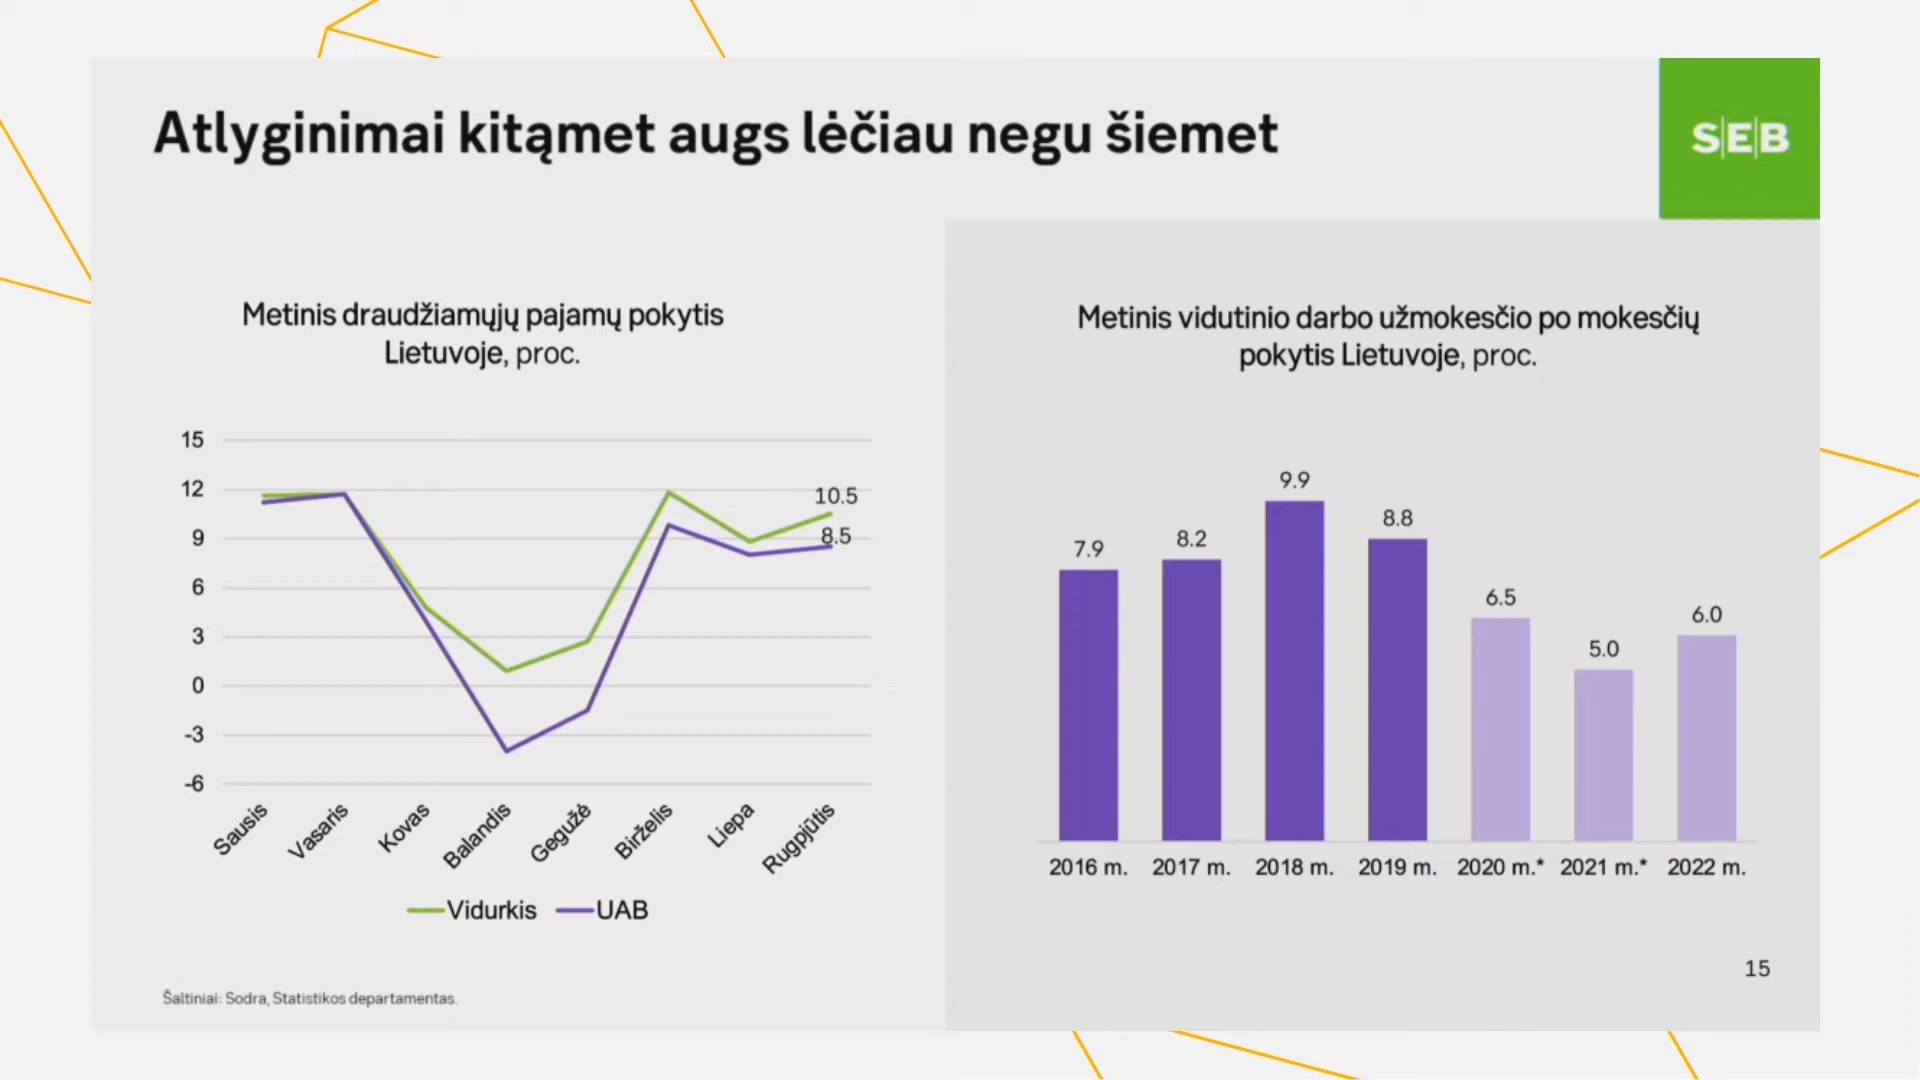 Atlyginimai kitąmet augs lėčiau negu šiemet
S|E|B
Metinis draudžiamųjų pajamų pokytis
Lietuvoje, proc.
15
12
9
6
3
0
-3
-6
10.5
8.5
Sausis
Vasaris
Kovas
Balandis
Gegužė
Birželis
Liepa
Rugpjūtis
Vidurkis
UAB
Šaltiniai: Sodra, Statistikos departamentas.
Metinis vidutinio darbo užmokesčio po mokesčių
pokytis Lietuvoje, proc.
7.9
8.2
9.9
8.8
6.5
5.0
6.0
2016 m.
2017 m.
2018 m.
2019 m.
2020 m.*
2021 m.*
2022 m.
15